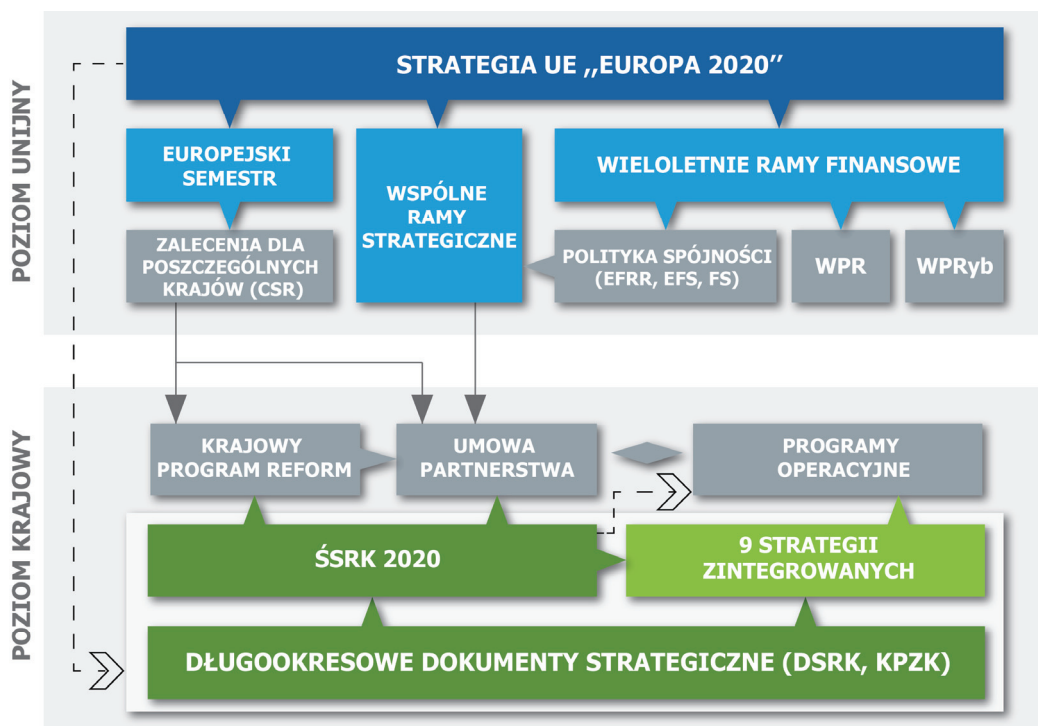 POZIOM UNIJNY
STRATEGIA UE „EUROPA 2020”
EUROPEJSKI
SEMESTR
WSPÓLNE
RAMY
STRATEGICZNE
WIELOLETNIE RAMY FINANSOWE
ZALECENIA DLA
POSZCZEGÓLNYCH
KRAJÓW (CSR)
POLITYKA SPÓJNOŚCI
(EFRR, EFS, FS)
WPR
WPRyb
POZIOM KRAJOWY
KRAJOWY
PROGRAM REFORM
UMOWA
PARTNERSTWA
PROGRAMY
OPERACYJNE
ŚSRK 2020
9 STRATEGII
ZINTEGROWANYCH
DŁUGOOKRESOWE DOKUMENTY STRATEGICZNE (DSRK, KPZK)